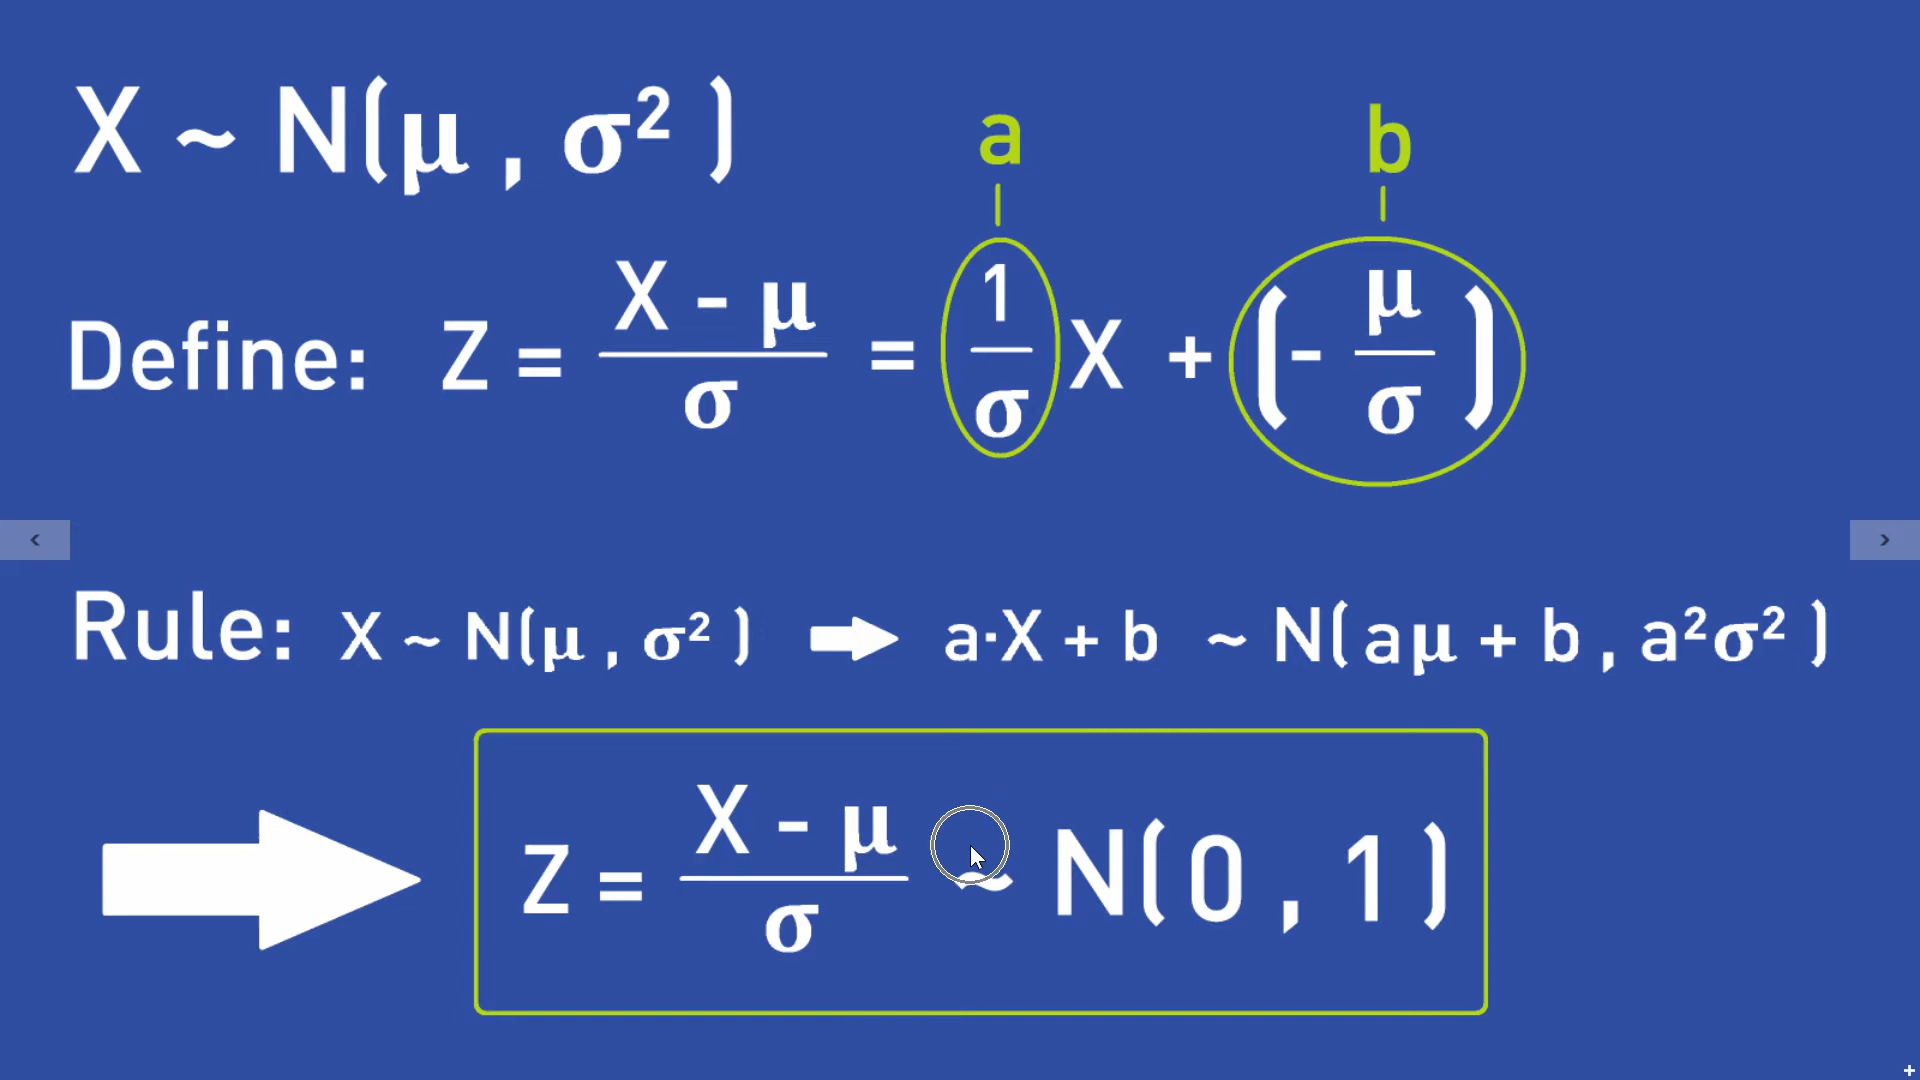 X ~ N(μ , σ² )
a b
Define: Z = (X - μ)/σ = (1/σ)X + (- μ/σ)
Rule: X ~ N(μ , σ² ) ➡ a·X + b ~ N( aμ + b , a²σ² )
Z = (X - μ)/σ ~ N( 0 , 1 )